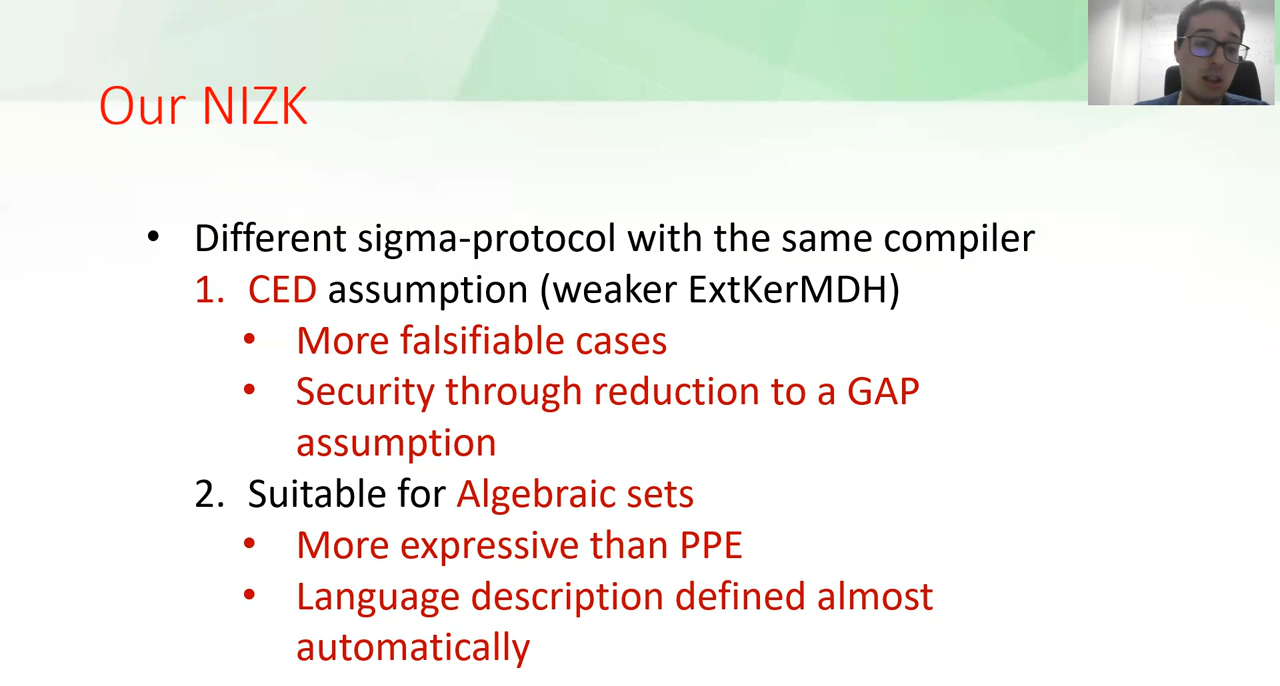 Our NIZK
• Different sigma-protocol with the same compiler
1. CED assumption (weaker ExtKerMDH)
• More falsifiable cases
• Security through reduction to a GAP
assumption
2. Suitable for Algebraic sets
• More expressive than PPE
• Language description defined almost
automatically